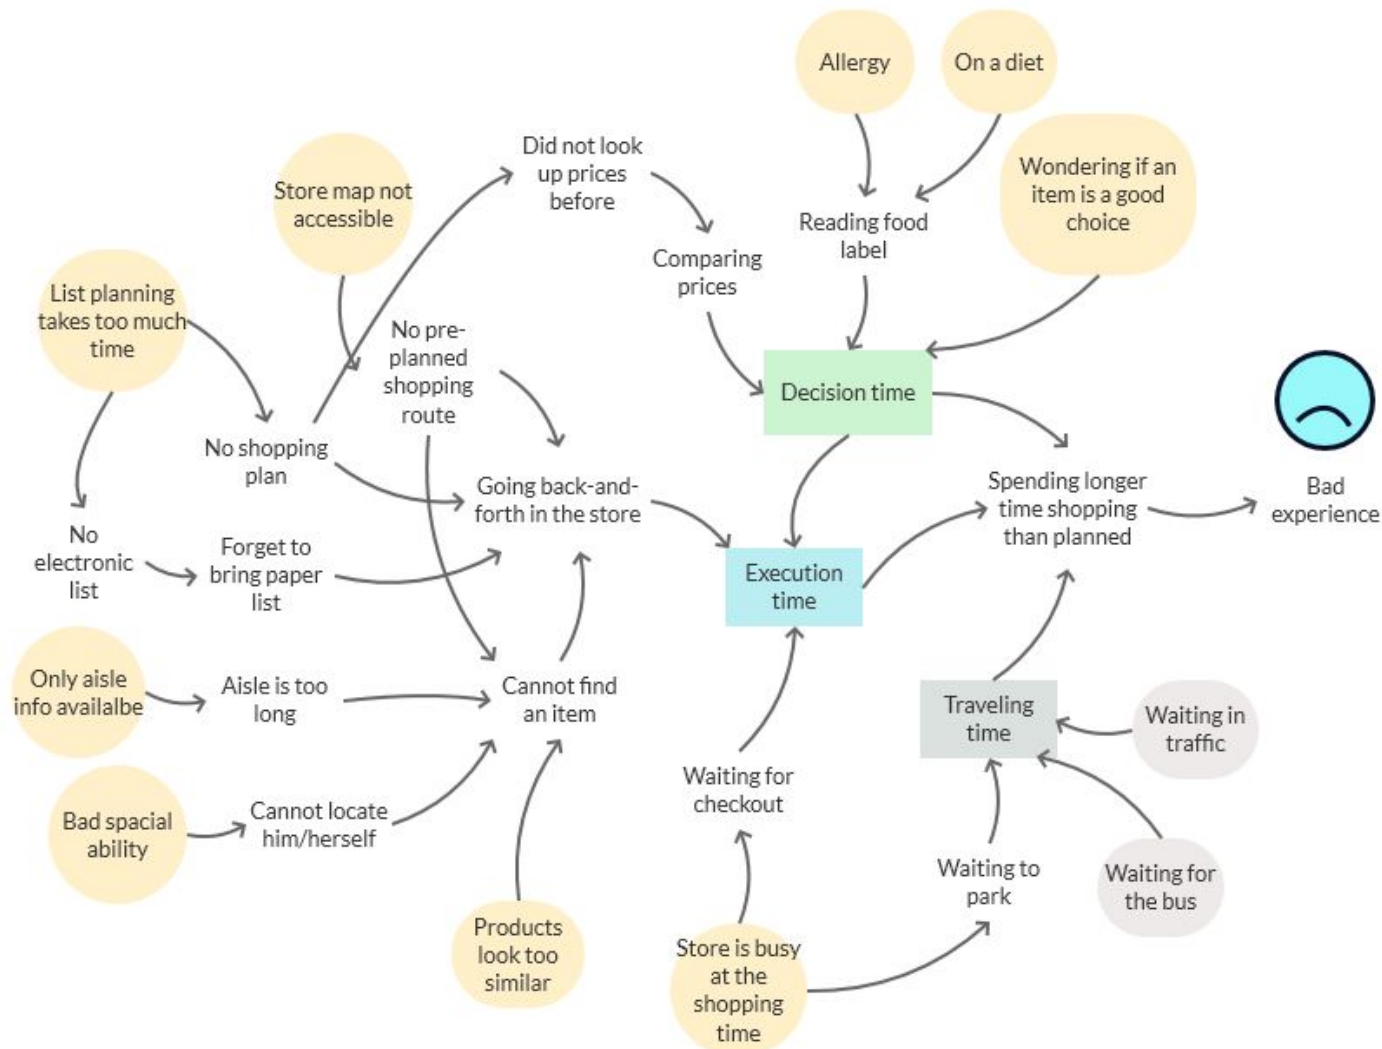 Allergy
On a diet
Did not look
up prices
before
Wondering if an
item is a good
choice
Store map not
accessible
Reading food
label
Comparing
prices
List planning
takes too much
time
No pre-
planned
shopping
route
Decision time
No shopping
plan
Going back-and-
forth in the store
Spending longer
time shopping
than planned
Bad
experience
No
electronic
list
Forget to
bring paper
list
Execution
time
Only aisle
info availalbe
Aisle is too
long
Cannot find
an item
Traveling
time
Waiting in
traffic
Bad spacial
ability
Cannot locate
him/herself
Waiting for
checkout
Waiting to
park
Waiting for
the bus
Products
look too
similar
Store is busy
at the
shopping
time